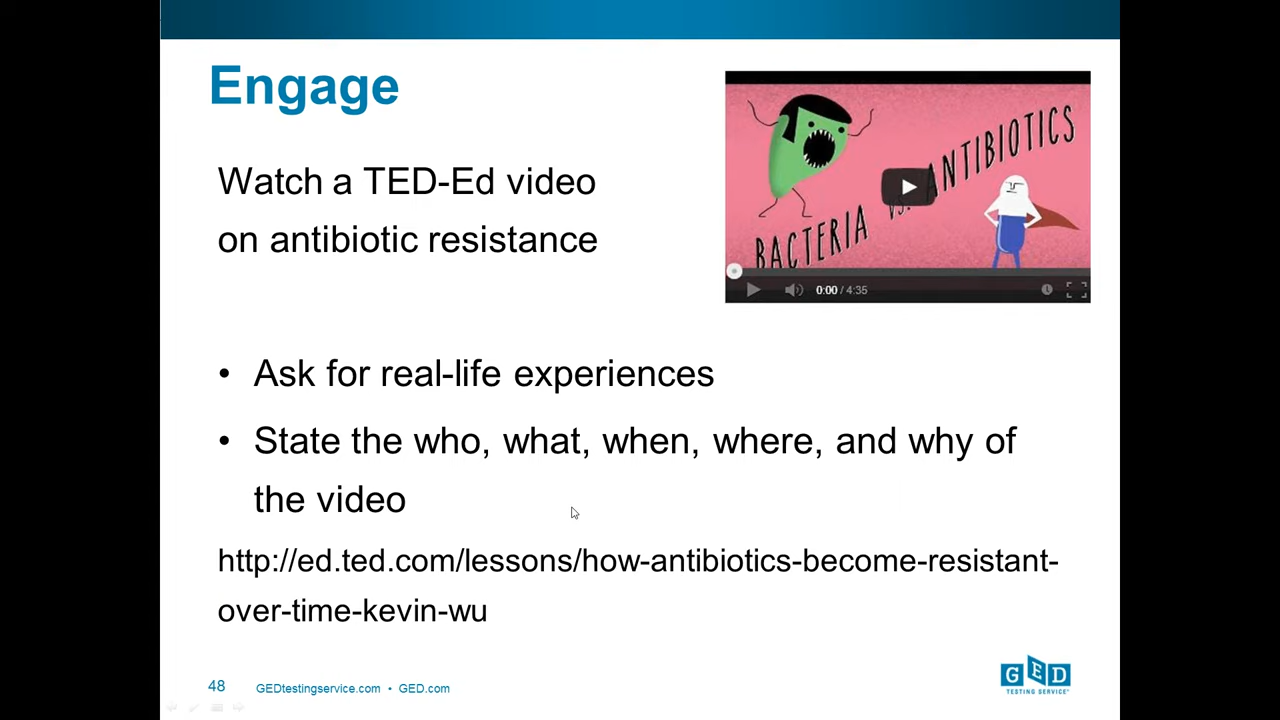 Engage
Watch a TED-Ed video
on antibiotic resistance
BACTERIA vs. ANTIBIOTICS
0:00 / 4:35
• Ask for real-life experiences
• State the who, what, when, where, and why of
the video
http://ed.ted.com/lessons/how-antibiotics-become-resistant-
over-time-kevin-wu
48
GEDtestingservice.com • GED.com
GED
TESTING SERVICE®